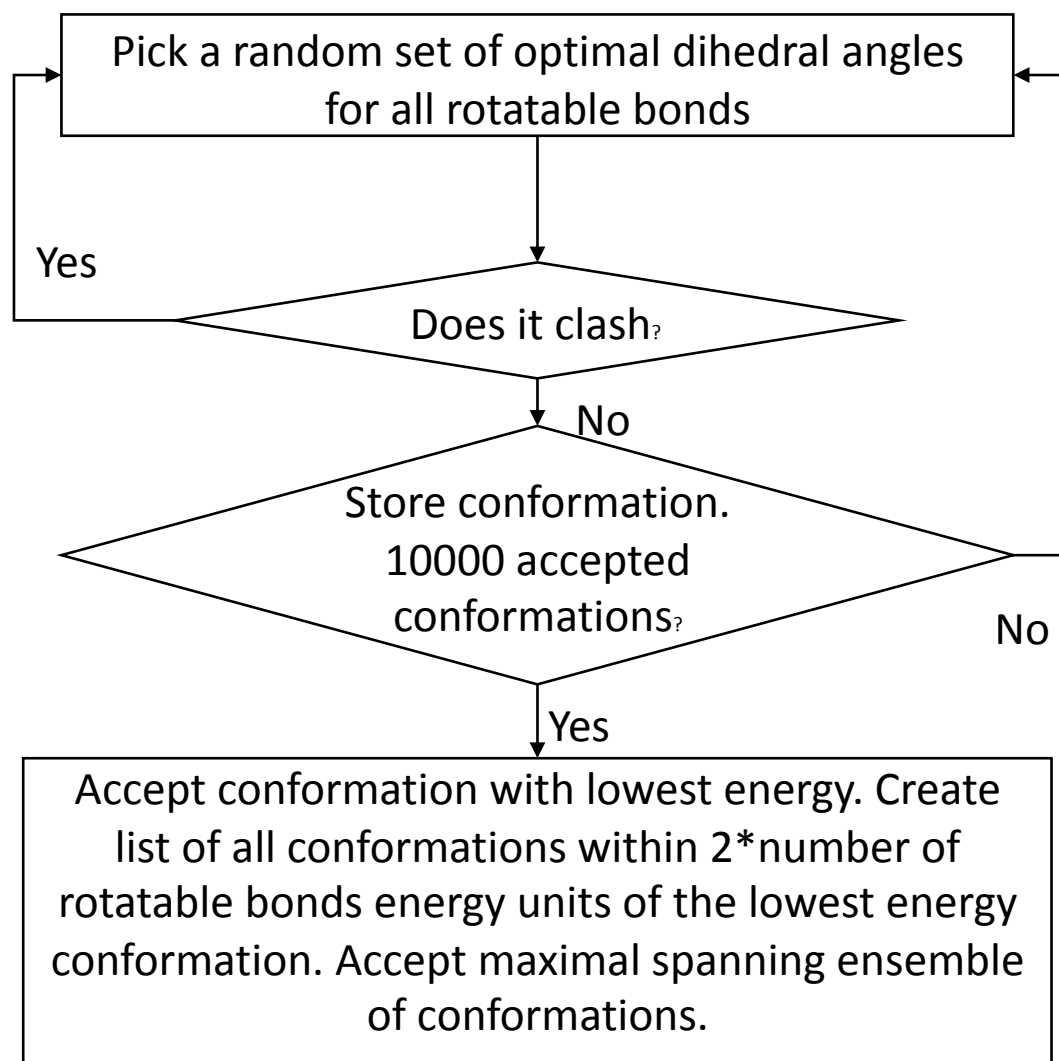 Pick a random set of optimal dihedral angles
for all rotatable bonds
Yes
Does it clash?
No
Store conformation.
10000 accepted
conformations?
No
Yes
Accept conformation with lowest energy. Create
list of all conformations within 2*number of
rotatable bonds energy units of the lowest energy
conformation. Accept maximal spanning ensemble
of conformations.